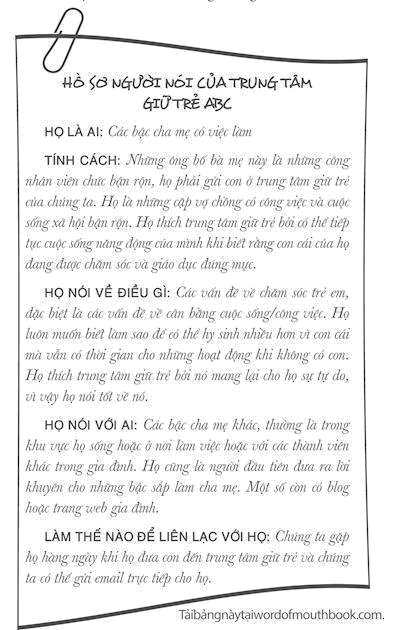 HỒ SƠ NGƯỜI NÓI CỦA TRUNG TÂM
GIỮ TRẺ ABC
HỌ LÀ AI: Các bậc cha mẹ có việc làm
TÍNH CÁCH: Những ông bố bà mẹ này là những công
nhân viên chức bận rộn, họ phải gửi con ở trung tâm giữ trẻ
của chúng ta. Họ là những cặp vợ chồng có công việc và cuộc
sống xã hội bận rộn. Họ thích trung tâm giữ trẻ bởi có thể tiếp
tục cuộc sống năng động của mình khi biết rằng con cái của họ
đang được chăm sóc và giáo dục đúng mực.
HỌ NÓI VỀ ĐIỀU GÌ: Các vấn đề về chăm sóc trẻ em,
đặc biệt là các vấn đề về cân bằng cuộc sống/công việc. Họ
luôn muốn biết làm sao để có thể hy sinh nhiều hơn vì con cái
mà vẫn có thời gian cho những hoạt động khi không có con.
Họ thích trung tâm giữ trẻ bởi nó mang lại cho họ sự tự do,
vì vậy họ nói tốt về nó.
HỌ NÓI VỚI AI: Các bậc cha mẹ khác, thường là trong
khu vực họ sống hoặc ở nơi làm việc hoặc với các thành viên
khác trong gia đình. Họ cũng là người đầu tiên đưa ra lời
khuyên cho những bậc sắp làm cha mẹ. Một số còn có blog
hoặc trang web gia đình.
LÀM THẾ NÀO ĐỂ LIÊN LẠC VỚI HỌ: Chúng ta gặp
họ hàng ngày khi họ đưa con đến trung tâm giữ trẻ và chúng
ta có thể gửi email trực tiếp cho họ.
Tải bảng này tại wordofmouthbook.com.